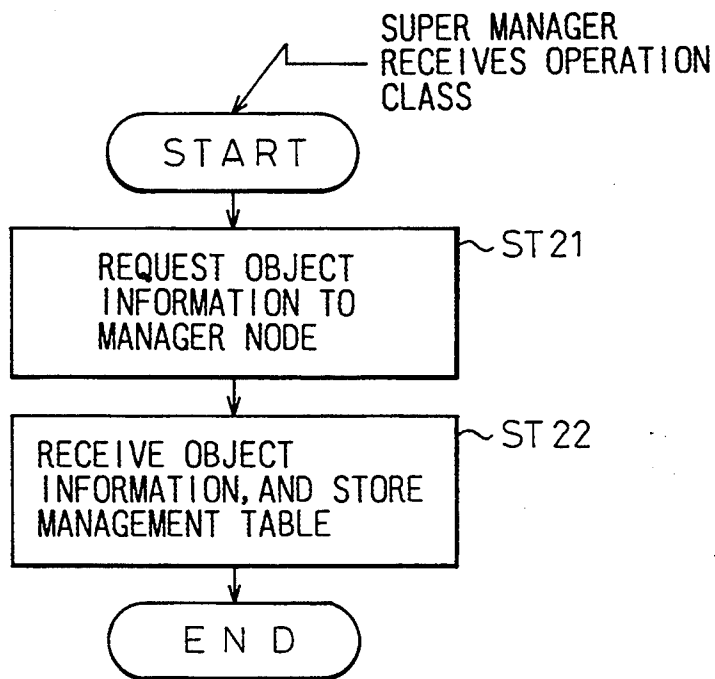 SUPER MANAGER
RECEIVES OPERATION
CLASS
START
REQUEST OBJECT
INFORMATION TO
MANAGER NODE
ST21
RECEIVE OBJECT
INFORMATION, AND STORE
MANAGEMENT TABLE
ST22
END